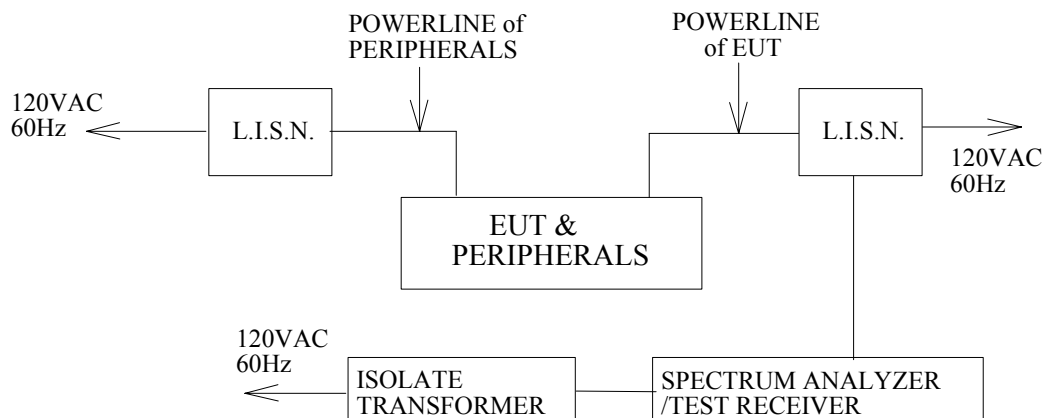 POWERLINE of
PERIPHERALS
POWERLINE
of EUT
120VAC
60Hz
L.I.S.N.
L.I.S.N.
120VAC
60Hz
EUT &
PERIPHERALS
120VAC
60Hz
ISOLATE
TRANSFORMER
SPECTRUM ANALYZER
/TEST RECEIVER